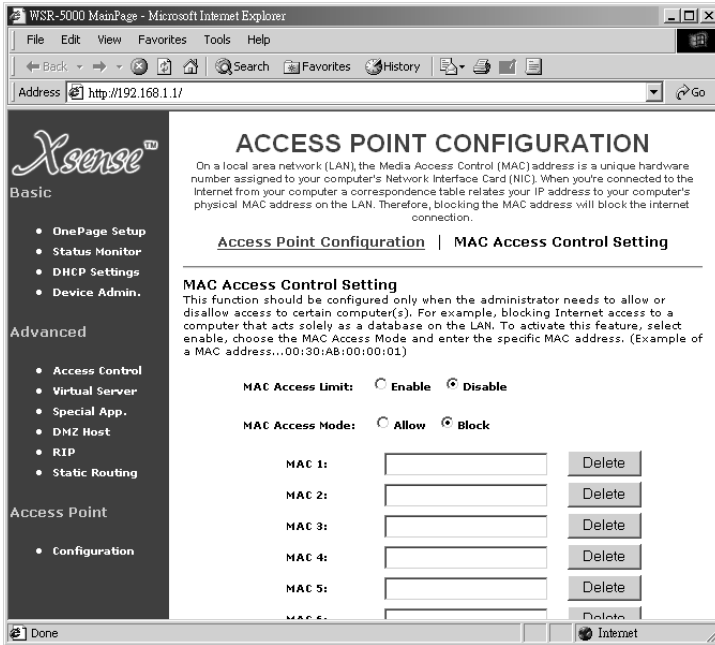 WSR-5000 MainPage - Microsoft Internet Explorer
File Edit View Favorites Tools Help
Back Search Favorites History
Address http://192.168.1.1/ Go
Xsense™
Basic
OnePage Setup
Status Monitor
DHCP Settings
Device Admin.
Advanced
Access Control
Virtual Server
Special App.
DMZ Host
RIP
Static Routing
Access Point
Configuration
ACCESS POINT CONFIGURATION
On a local area network (LAN), the Media Access Control (MAC) address is a unique hardware
number assigned to your computer's Network Interface Card (NIC). When you're connected to the
Internet from your computer a correspondence table relates your IP address to your computer's
physical MAC address on the LAN. Therefore, blocking the MAC address will block the internet
connection.
Access Point Configuration | MAC Access Control Setting
MAC Access Control Setting
This function should be configured only when the administrator needs to allow or
disallow access to certain computer(s). For example, blocking Internet access to a
computer that acts solely as a database on the LAN. To activate this feature, select
enable, choose the MAC Access Mode and enter the specific MAC address. (Example of
a MAC address...00:30:AB:00:00:01)
MAC Access Limit: Enable Disable
MAC Access Mode: Allow Block
MAC 1: Delete
MAC 2: Delete
MAC 3: Delete
MAC 4: Delete
MAC 5: Delete
MAC 6: Delete
Done Internet